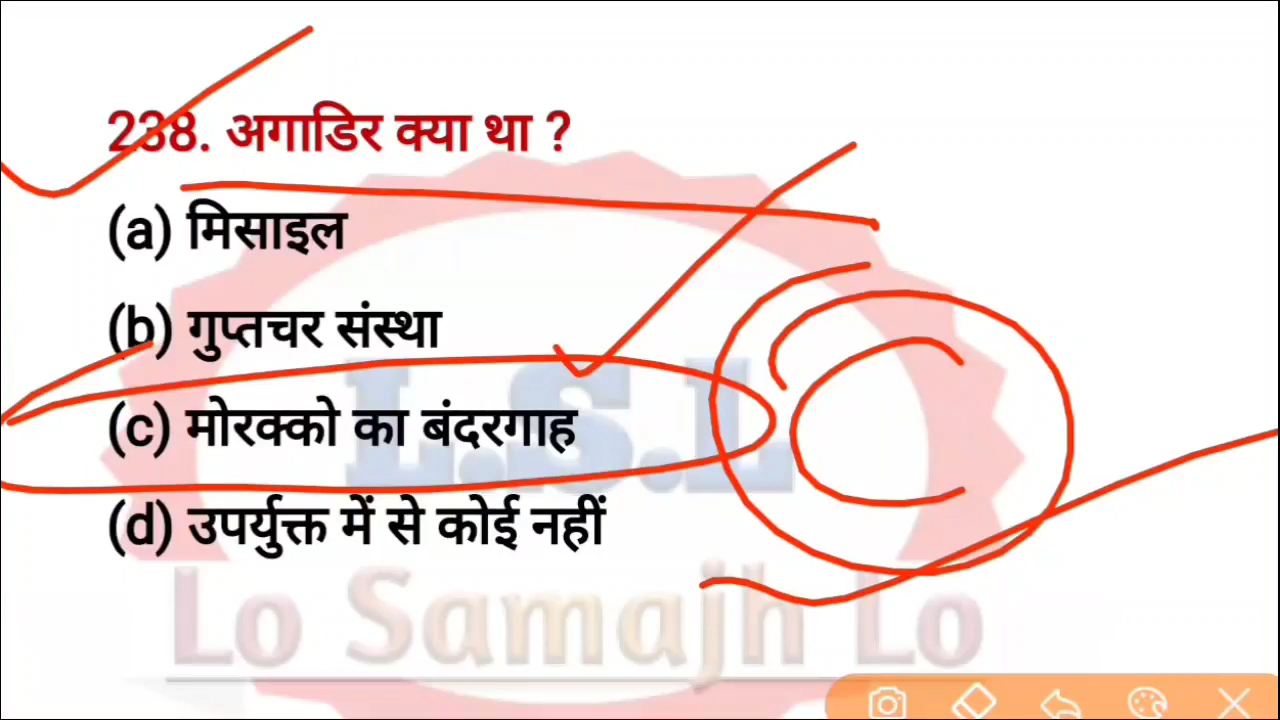 238. अगाडिर क्या था ?
(a) मिसाइल
(b) गुप्तचर संस्था
(c) मोरक्को का बंदरगाह
L.S.L
(d) उपर्युक्त में से कोई नहीं
Lo Samajh Lo